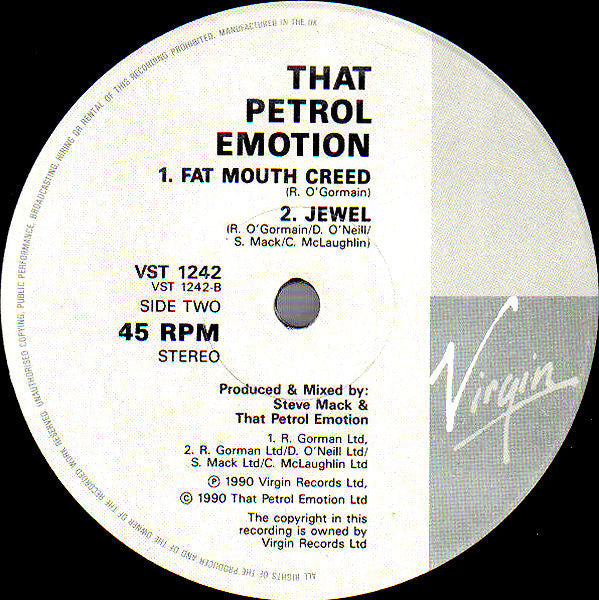 THAT
PETROL
EMOTION
1. FAT MOUTH CREED
(R. O'Gormain)
2. JEWEL
(R. O'Gormain/D. O'Neill/
S. Mack/C. McLaughlin)
VST 1242
VST 1242-B
SIDE TWO
45 RPM
STEREO
Produced & Mixed by:
Steve Mack &
That Petrol Emotion
1. R. Gorman Ltd,
2. R. Gorman Ltd/D. O'Neill Ltd/
S. Mack Ltd/C. McLaughlin Ltd
℗ 1990 Virgin Records Ltd,
© 1990 That Petrol Emotion Ltd
The copyright in this
recording is owned by
Virgin Records Ltd
Virgin
ALL RIGHTS OF THE PRODUCER AND OF THE OWNER OF THE RECORDED WORK RESERVED. UNAUTHORISED COPYING, PUBLIC PERFORMANCE, BROADCASTING, HIRING OR RENTAL OF THIS RECORDING PROHIBITED. MANUFACTURED IN THE UK